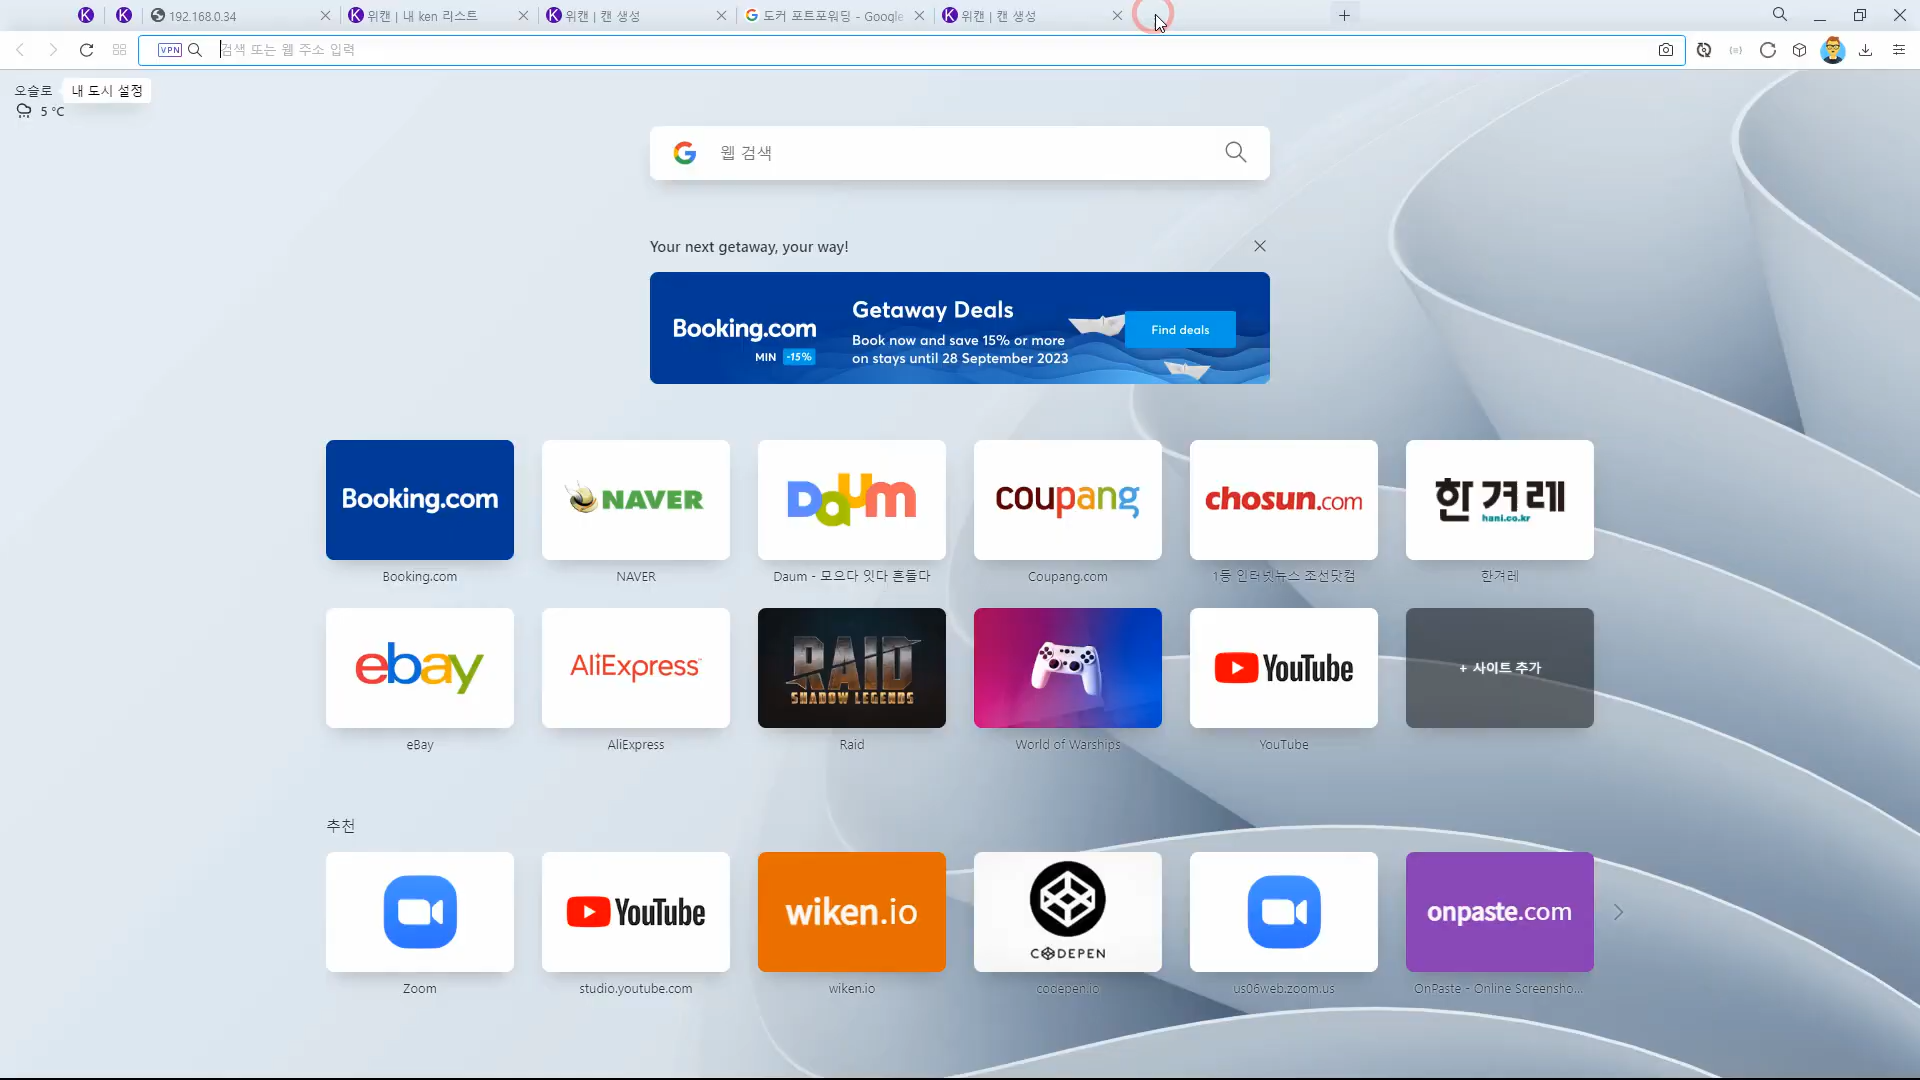 192.168.0.34
위캔 | 내 ken 리스트
위캔 | 캔 생성
도커 포트포워딩 - Google
위캔 | 캔 생성
VPN
검색 또는 웹 주소 입력
오슬로
내 도시 설정
5 °C
웹 검색
Your next getaway, your way!
Booking.com
MIN -15%
Getaway Deals
Book now and save 15% or more
on stays until 28 September 2023
Find deals
Booking.com
NAVER
Daum
coupang
chosun.com
한겨레
hani.co.kr
Booking.com
NAVER
Daum - 모으다 잇다 흔들다
Coupang.com
1등 인터넷뉴스 조선닷컴
한겨레
ebay
AliExpress
RAID
SHADOW LEGENDS
YouTube
+ 사이트 추가
eBay
AliExpress
Raid
World of Warships
YouTube
추천
YouTube
wiken.io
CODEPEN
onpaste.com
Zoom
studio.youtube.com
wiken.io
codepen.io
us06web.zoom.us
OnPaste - Online Screensho...